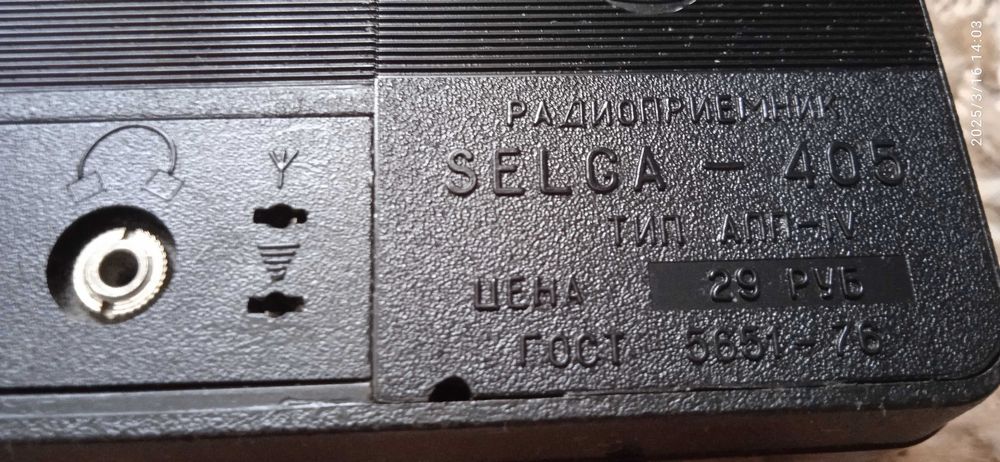 РАДИОПРИЕМНИК
SELGA - 405
ТИП АПП-IV
ЦЕНА 29 РУБ
ГОСТ 5651-76
2025/3/16 14:03